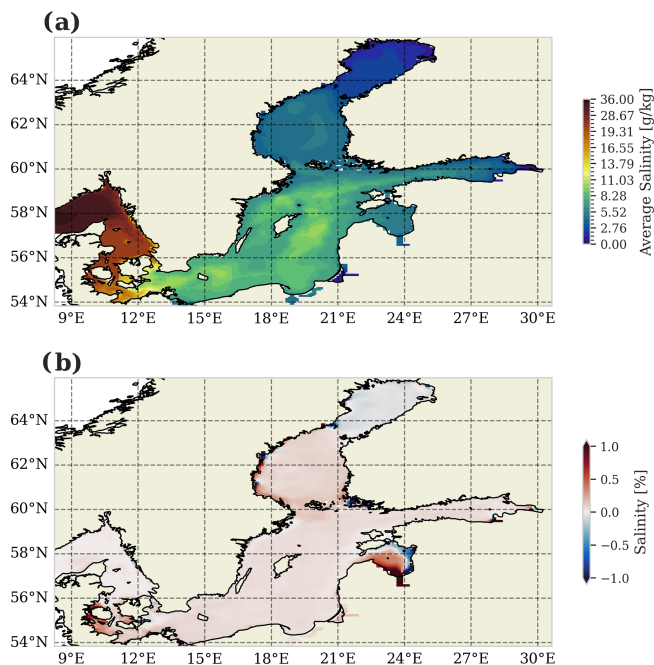 (a)
64°N
62°N
60°N
58°N
56°N
54°N
9°E 12°E 15°E 18°E 21°E 24°E 27°E 30°E
36.00
28.67
19.31
16.55
13.79
11.03
8.28
5.52
2.76
0.00
Average Salinity [g/kg]
(b)
64°N
62°N
60°N
58°N
56°N
54°N
9°E 12°E 15°E 18°E 21°E 24°E 27°E 30°E
1.0
0.5
0.0
−0.5
−1.0
Salinity [%]